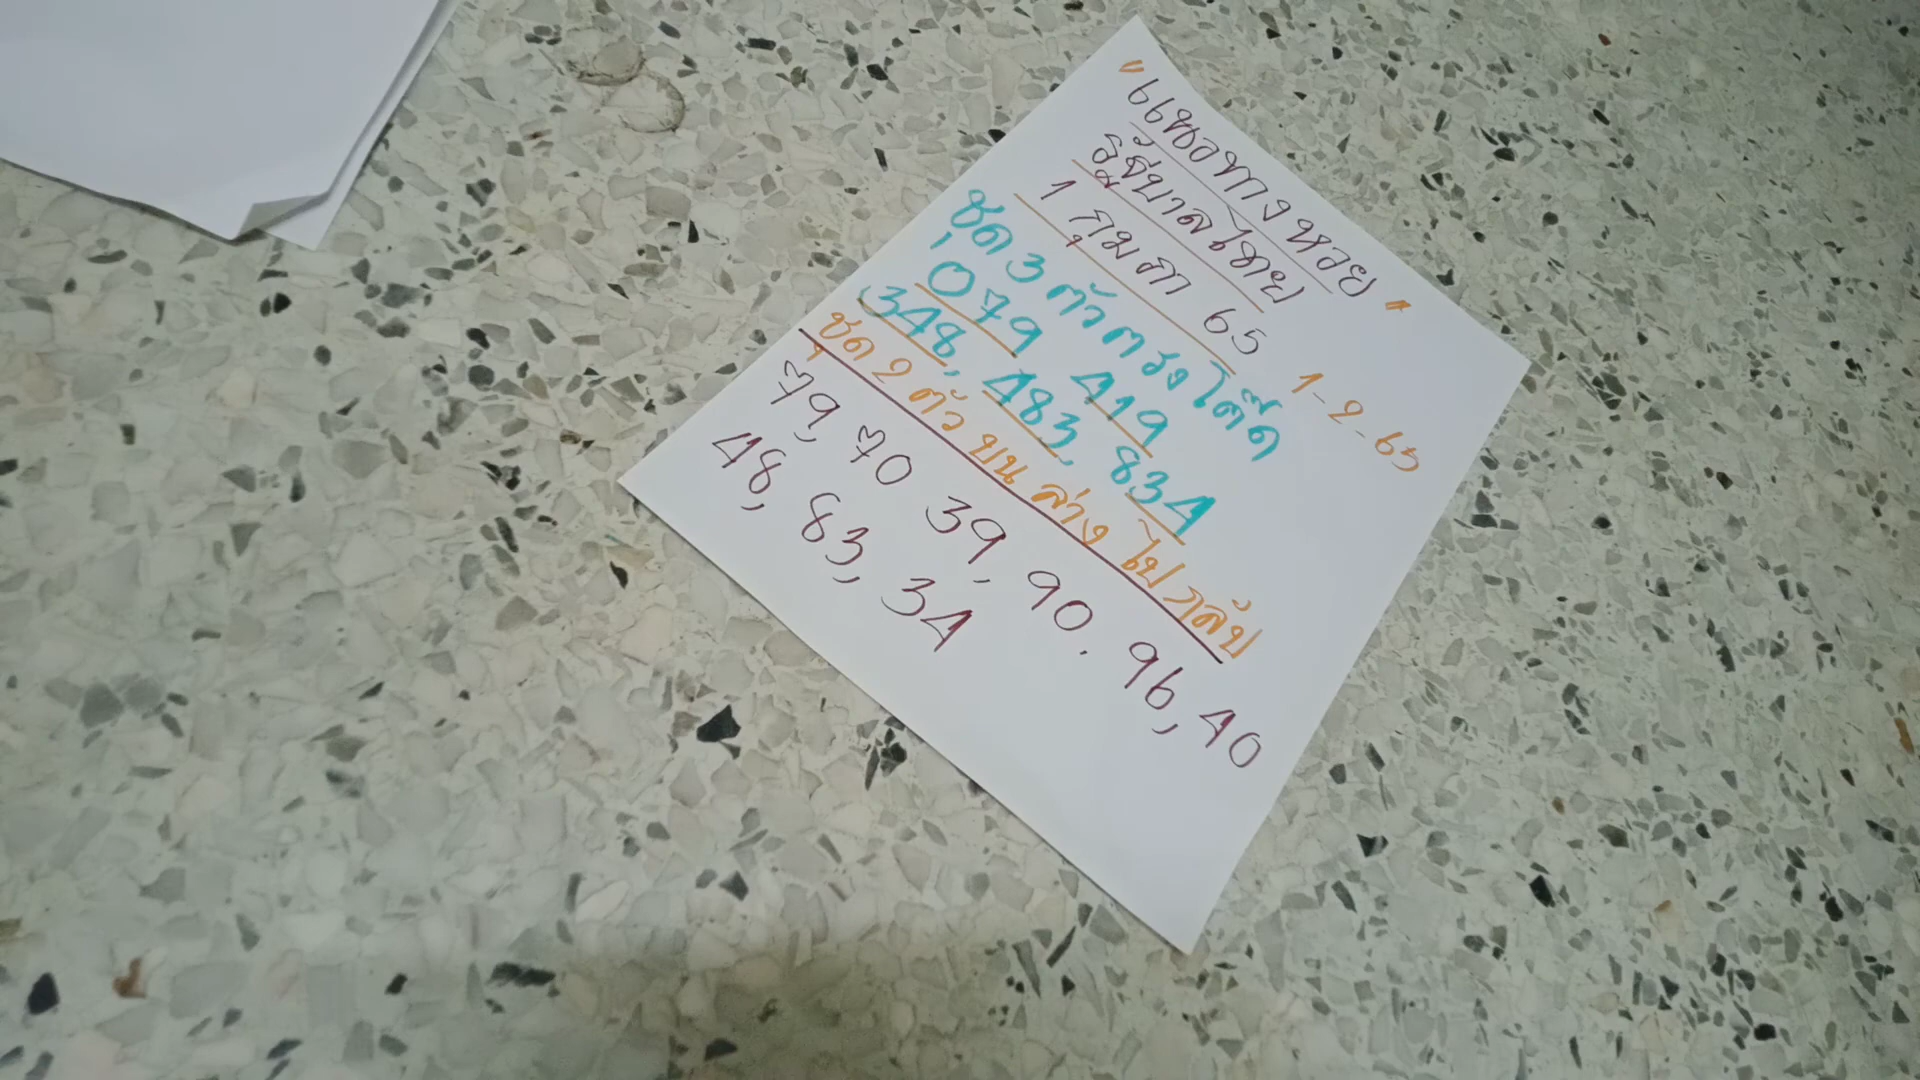 "แนวทางหวย"
รัฐบาลไทย
1 กุมภา 65
1-2-65
ชุด 3 ตัวตรงโต๊ด
079 419
348, 483, 834
ชุด 2 ตัว บน ล่าง ไป กลับ
79, 70 39, 90. 96, 40
48, 83, 34